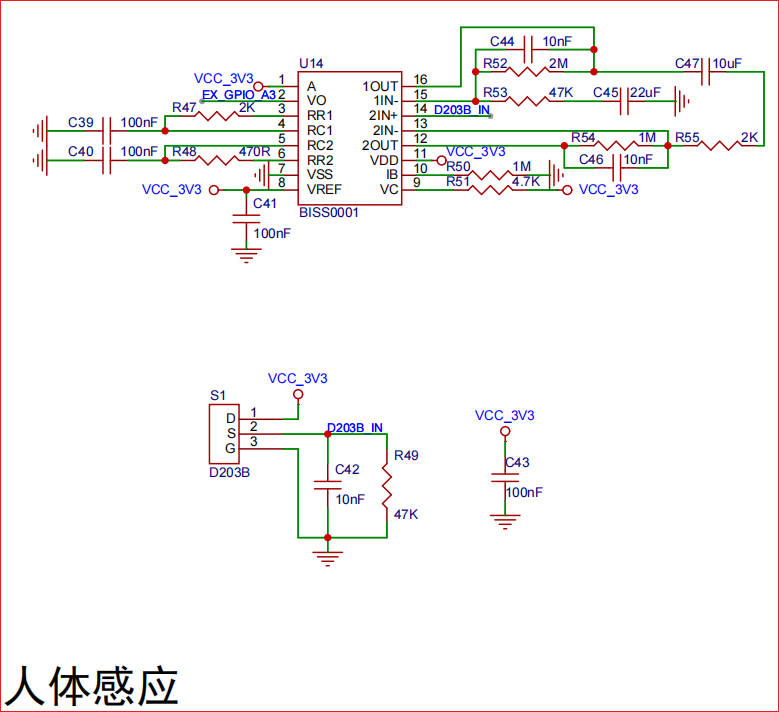 C44 10nF
U14
R52 2M
C47 10uF
VCC_3V3 1 A 1OUT 16
EX_GPIO_A3 2 VO 1IN- 15 R53 47K C45 22uF
R47 2K 3 RR1 2IN+ 14 D203B_IN
C39 100nF 4 RC1 2IN- 13
5 RC2 2OUT 12 R54 1M R55 2K
C40 100nF R48 470R 6 RR2 VDD 11 VCC_3V3 C46 10nF
7 VSS IB 10 R50 1M
VCC_3V3 8 VREF VC 9 R51 4.7K VCC_3V3
C41 BISS0001
100nF
VCC_3V3
S1
D 1
S 2 D203B_IN
G 3
D203B
C42
10nF
R49
47K
VCC_3V3
C43
100nF
人体感应